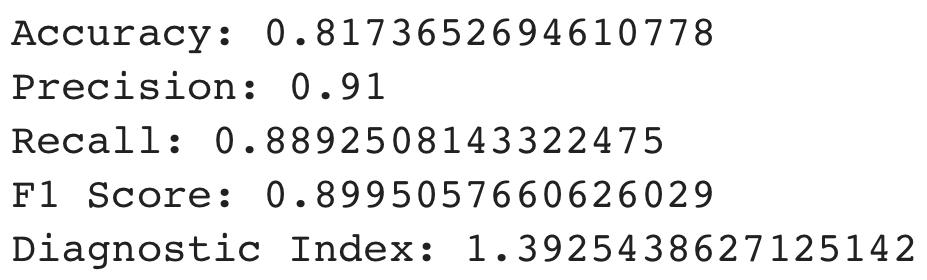 Accuracy: 0.8173652694610778
Precision: 0.91
Recall: 0.8892508143322475
F1 Score: 0.8995057660626029
Diagnostic Index: 1.3925438627125142